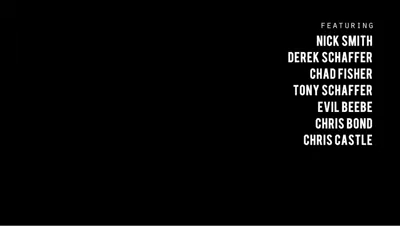 FEATURING
NICK SMITH
DEREK SCHAFFER
CHAD FISHER
TONY SCHAFFER
EVIL BEEBE
CHRIS BOND
CHRIS CASTLE